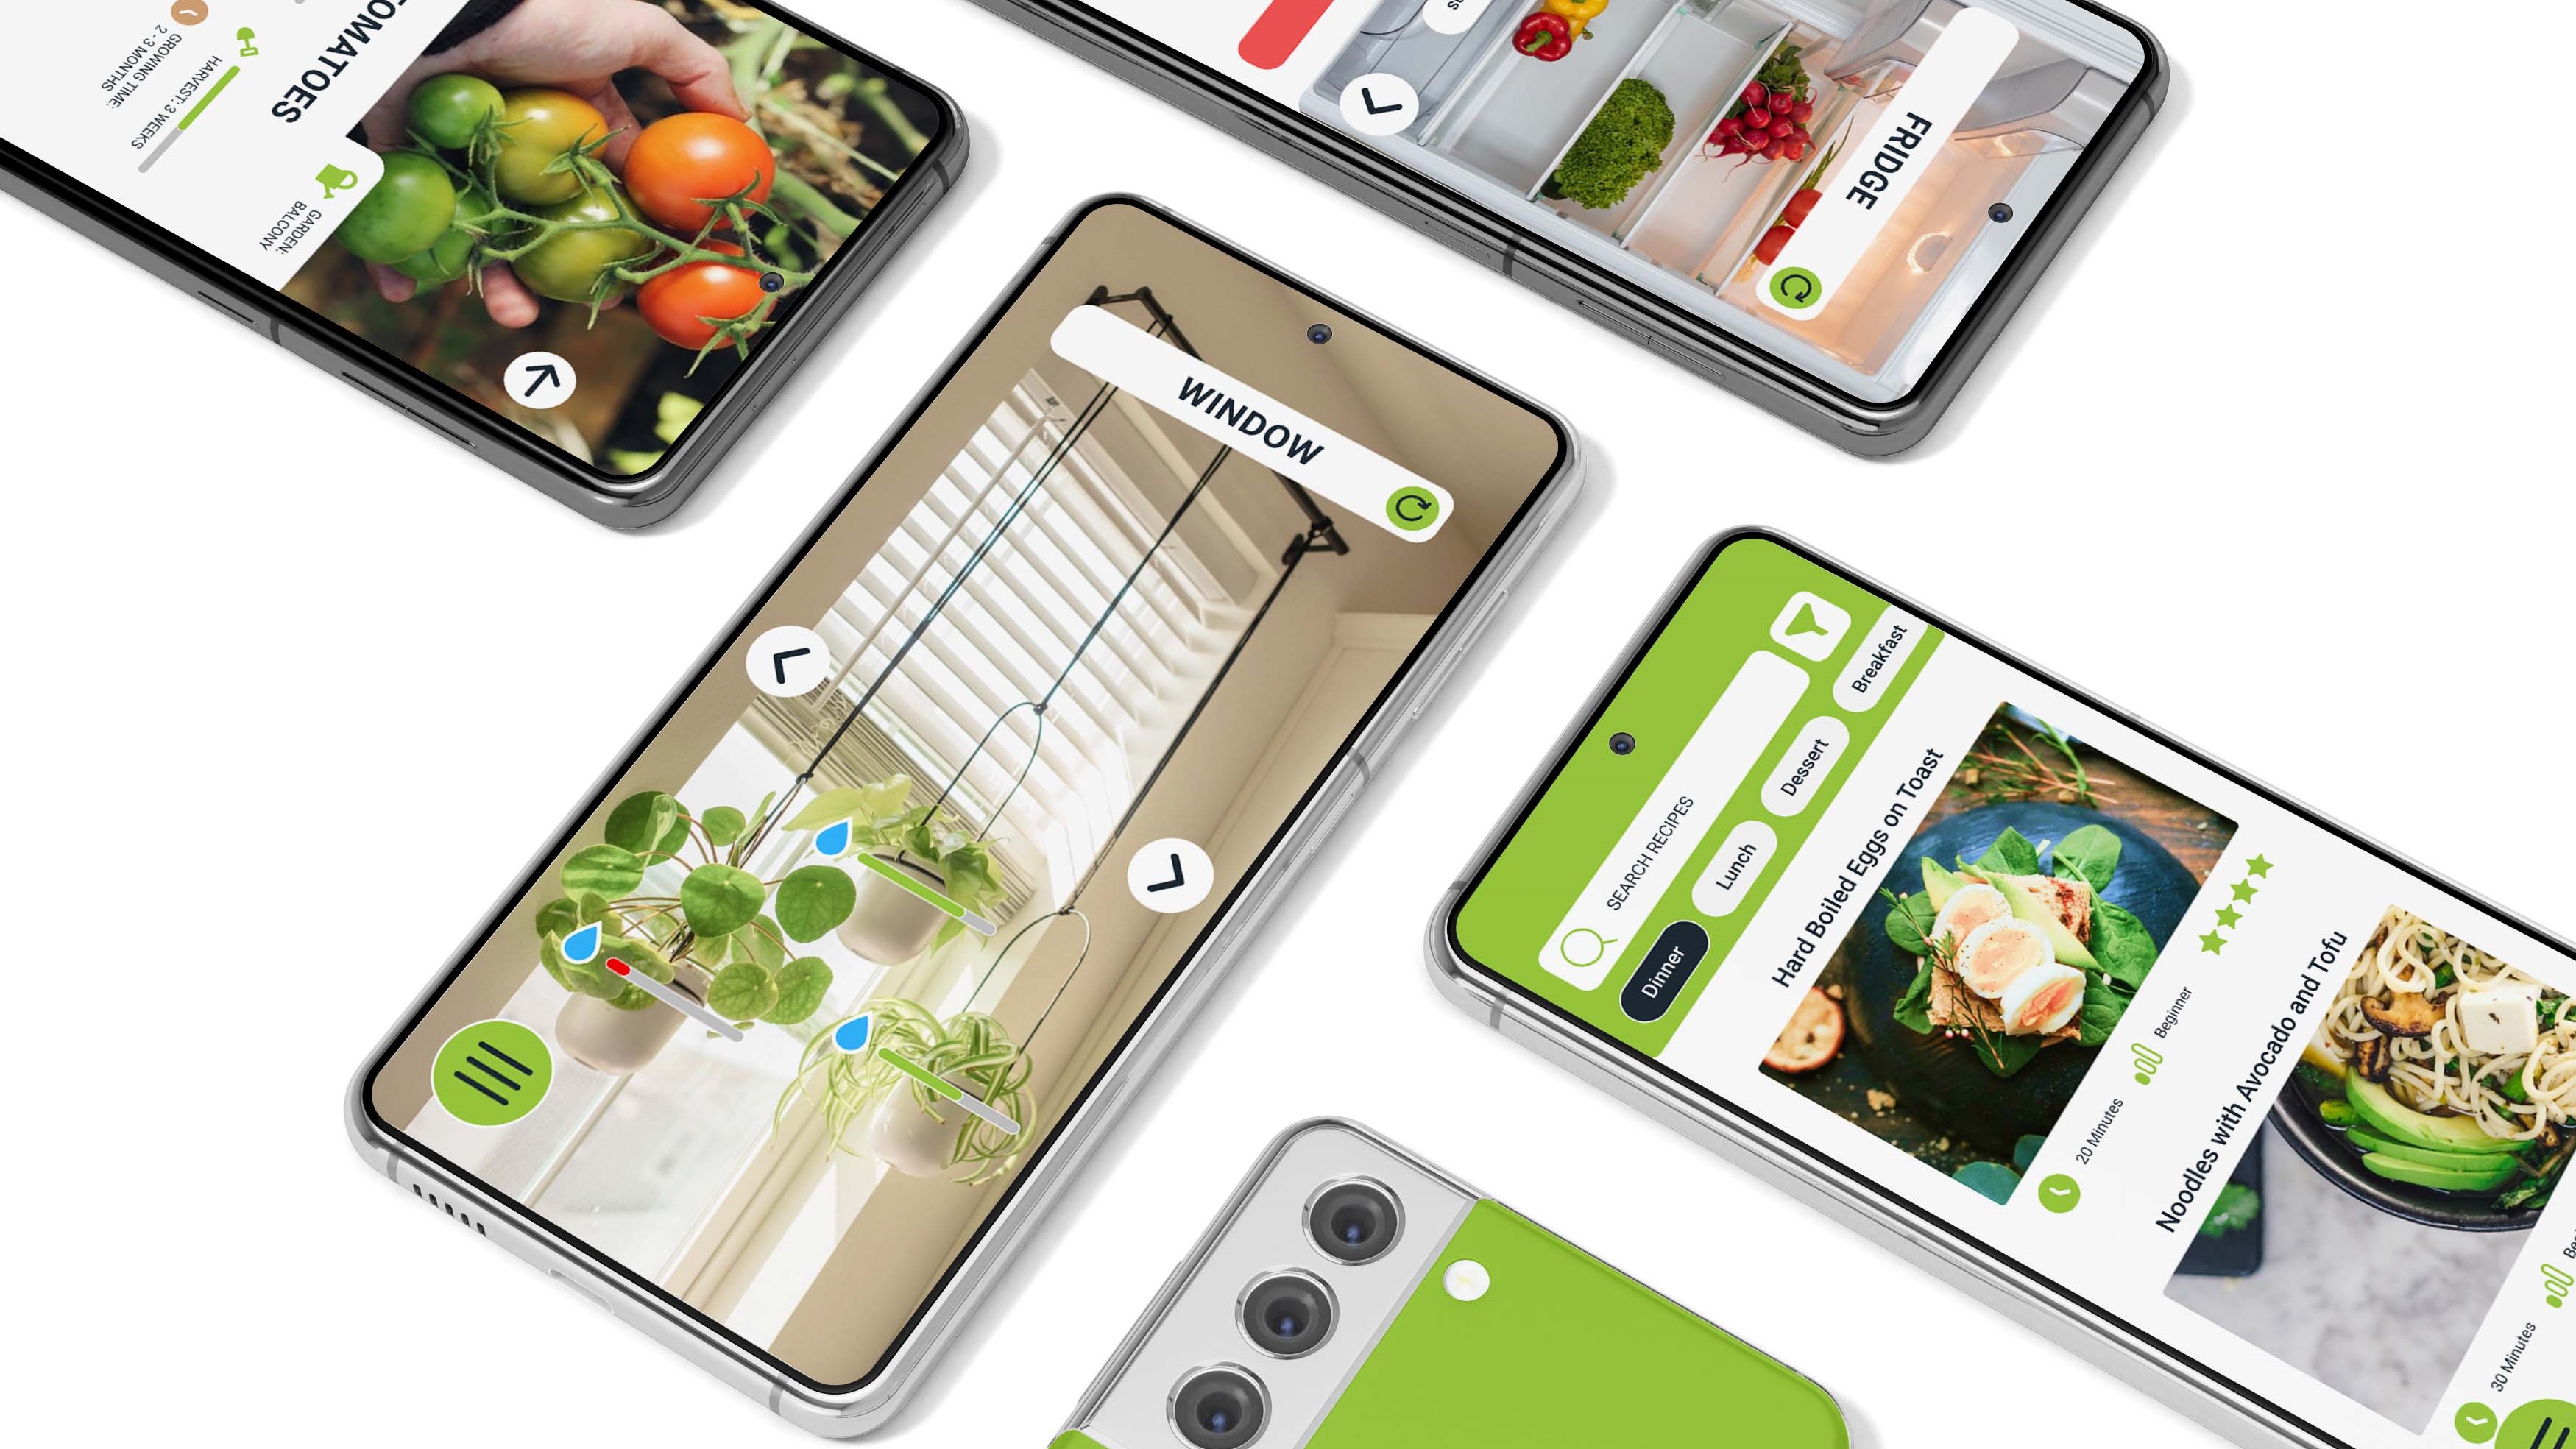 TOMATOES
HARVEST: 3 WEEKS
GROWING TIME:
2 - 3 MONTHS
GARDEN:
BALCONY
FRIDGE
WINDOW
SEARCH RECIPES
Dinner
Lunch
Dessert
Breakfast
Hard Boiled Eggs on Toast
20 Minutes
Beginner
Noodles with Avocado and Tofu
30 Minutes